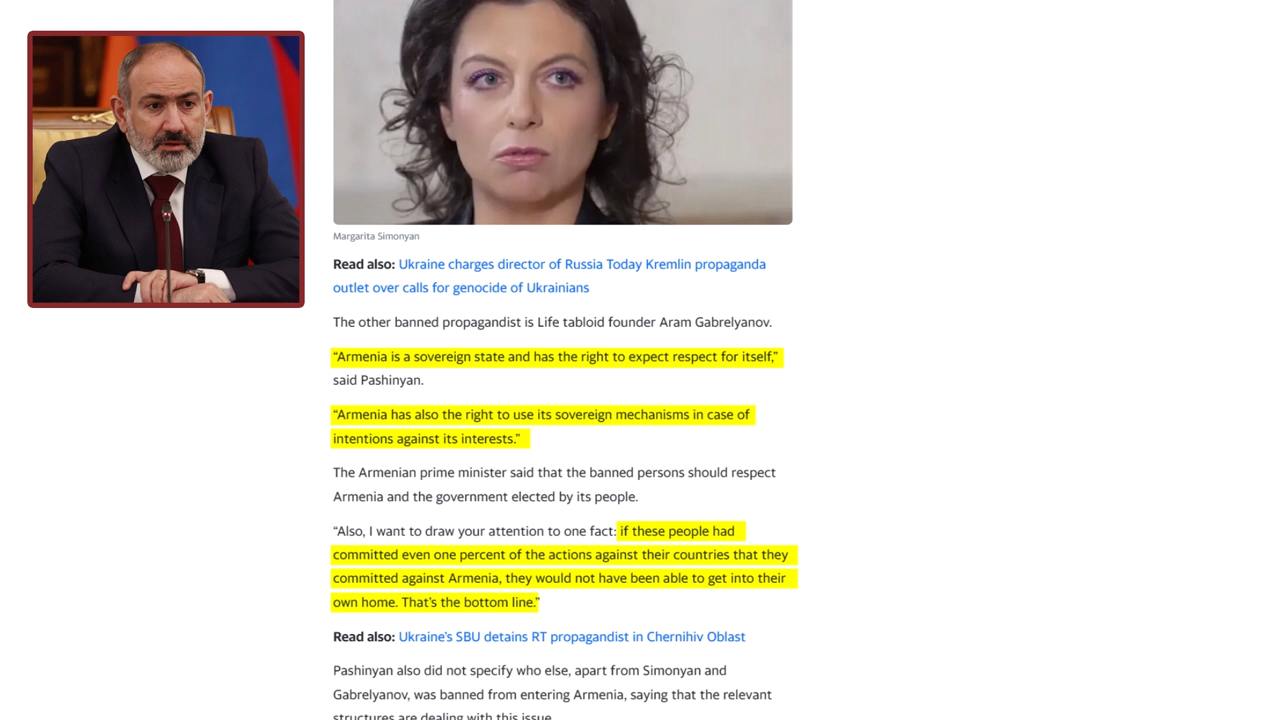 Margarita Simonyan
Read also: Ukraine charges director of Russia Today Kremlin propaganda
outlet over calls for genocide of Ukrainians
The other banned propagandist is Life tabloid founder Aram Gabrelyanov.
“Armenia is a sovereign state and has the right to expect respect for itself,”
said Pashinyan.
“Armenia has also the right to use its sovereign mechanisms in case of
intentions against its interests.”
The Armenian prime minister said that the banned persons should respect
Armenia and the government elected by its people.
“Also, I want to draw your attention to one fact: if these people had
committed even one percent of the actions against their countries that they
committed against Armenia, they would not have been able to get into their
own home. That’s the bottom line.”
Read also: Ukraine’s SBU detains RT propagandist in Chernihiv Oblast
Pashinyan also did not specify who else, apart from Simonyan and
Gabrelyanov, was banned from entering Armenia, saying that the relevant
structures are dealing with this issue.